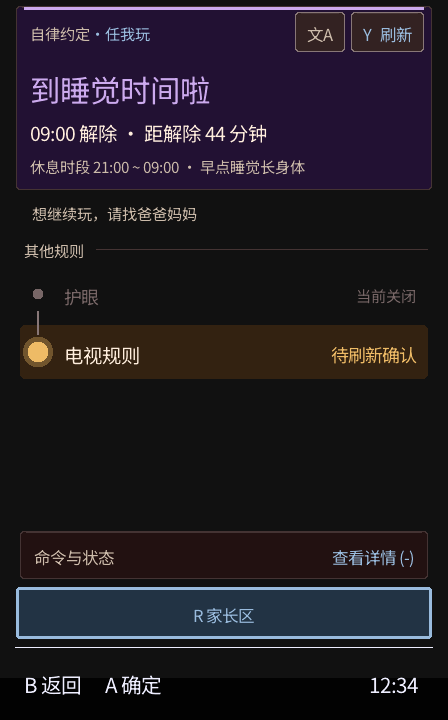 自律约定·任我玩
文A
Y 刷新
到睡觉时间啦
09:00 解除 · 距解除 44 分钟
休息时段 21:00 ~ 09:00 · 早点睡觉长身体
想继续玩，请找爸爸妈妈
其他规则
护眼 当前关闭
电视规则 待刷新确认
命令与状态 查看详情 (-)
R 家长区
B 返回 A 确定 12:34